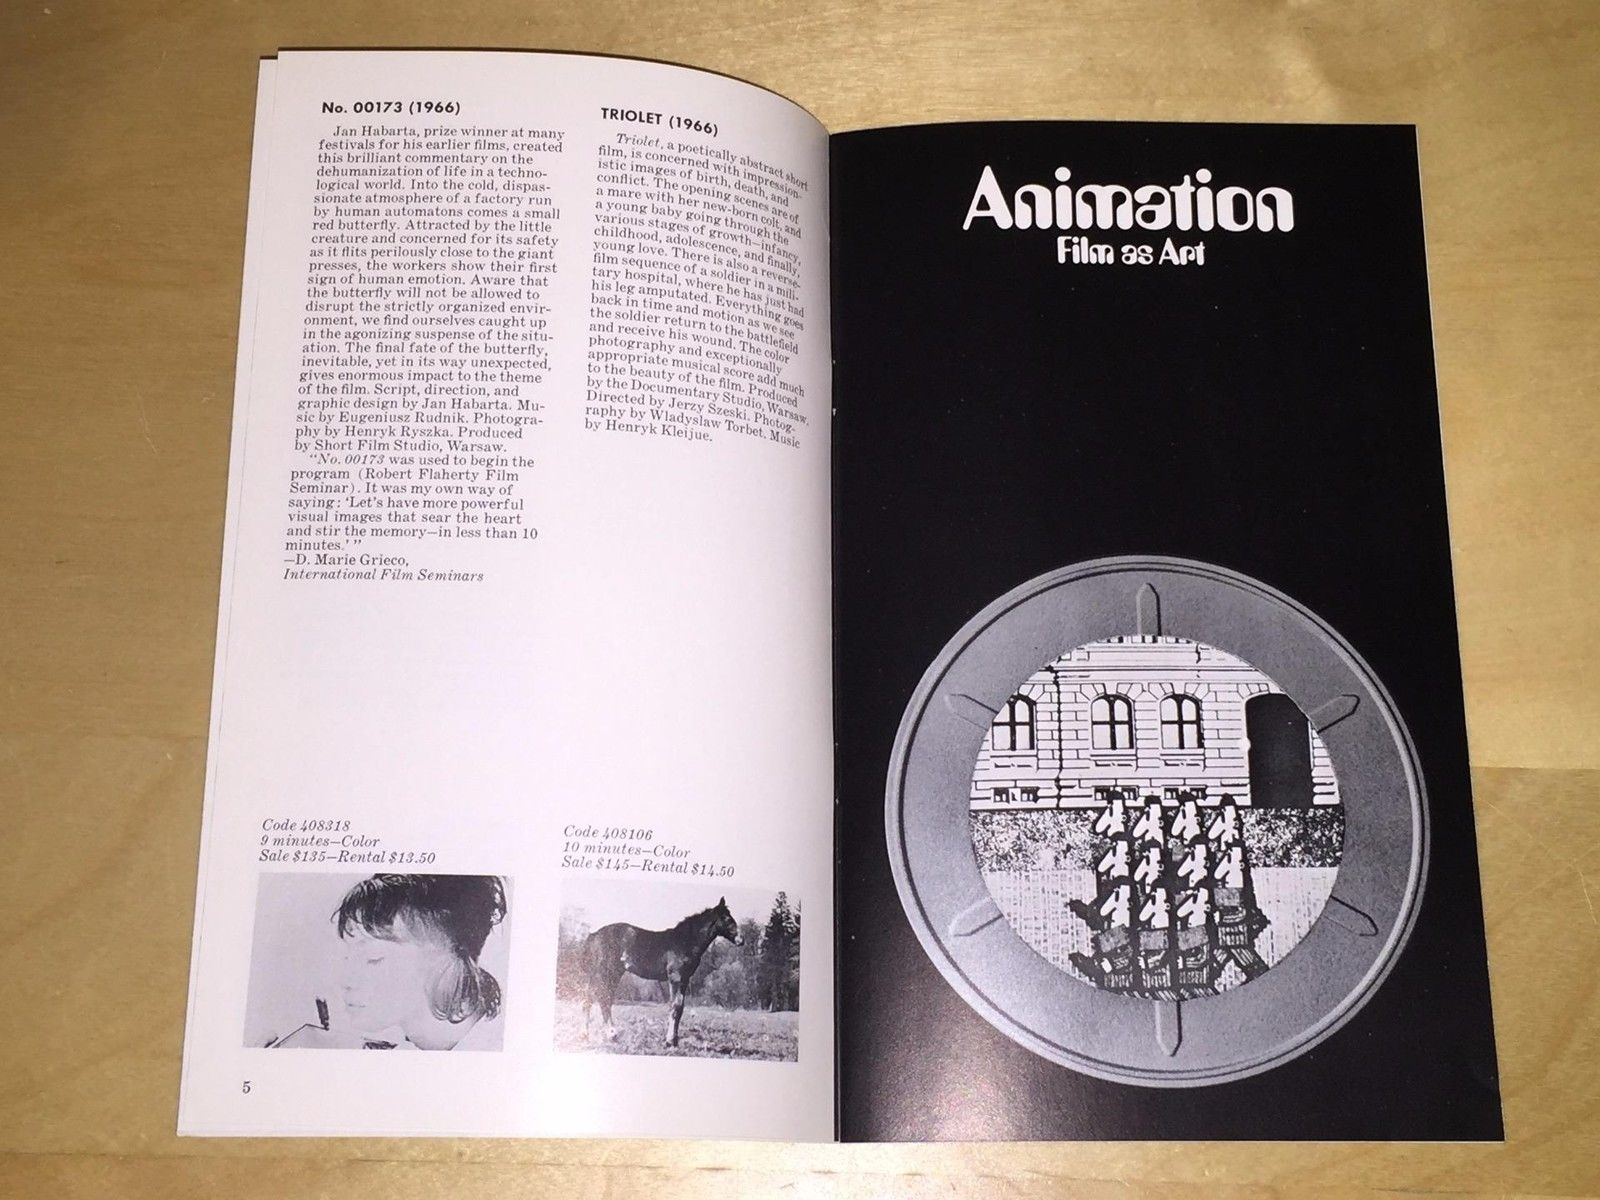 No. 00173 (1966)
Jan Habarta, prize winner at many
festivals for his earlier films, created
this brilliant commentary on the
dehumanization of life in a techno-
logical world. Into the cold, dispas-
sionate atmosphere of a factory run
by human automatons comes a small
red butterfly. Attracted by the little
creature and concerned for its safety
as it flits perilously close to the giant
presses, the workers show their first
sign of human emotion. Aware that
the butterfly will not be allowed to
disrupt the strictly organized envir-
onment, we find ourselves caught up
in the agonizing suspense of the situ-
ation. The final fate of the butterfly,
inevitable, yet in its way unexpected,
gives enormous impact to the theme
of the film. Script, direction, and
graphic design by Jan Habarta. Mu-
sic by Eugeniusz Rudnik. Photogra-
phy by Henryk Ryszka. Produced
by Short Film Studio, Warsaw.
"No. 00173 was used to begin the
program (Robert Flaherty Film
Seminar). It was my own way of
saying: 'Let's have more powerful
visual images that sear the heart
and stir the memory—in less than 10
minutes.' "
—D. Marie Grieco,
International Film Seminars
Code 408318
9 minutes—Color
Sale $135—Rental $13.50
5
TRIOLET (1966)
Triolet, a poetically abstract short
film, is concerned with impression-
istic images of birth, death, and
conflict. The opening scenes are of
a mare with her new-born colt, and
a young baby going through the
various stages of growth—infancy,
childhood, adolescence, and finally,
young love. There is also a reverse-
film sequence of a soldier in a mili-
tary hospital, where he has just had
his leg amputated. Everything goes
back in time and motion as we see
the soldier return to the battlefield
and receive his wound. The color
photography and exceptionally
appropriate musical score add much
to the beauty of the film. Produced
by the Documentary Studio, Warsaw.
Directed by Jerzy Szeski. Photog-
raphy by Wladyslaw Torbet. Music
by Henryk Kleijue.
Code 408106
10 minutes—Color
Sale $145—Rental $14.50
Animation
Film as Art